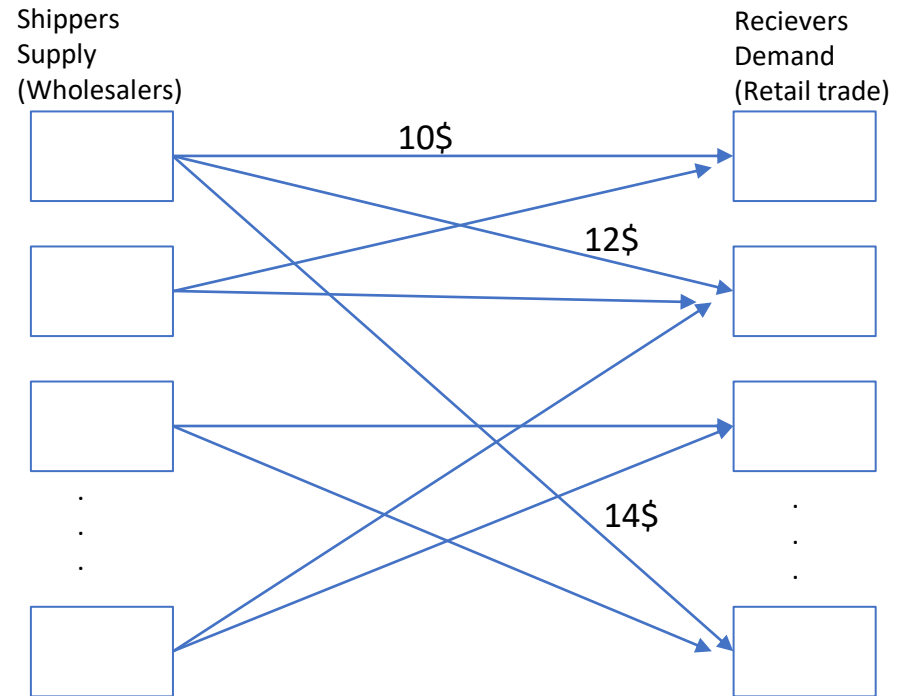 Shippers
Supply
(Wholesalers)
Recievers
Demand
(Retail trade)
10$
12$
14$